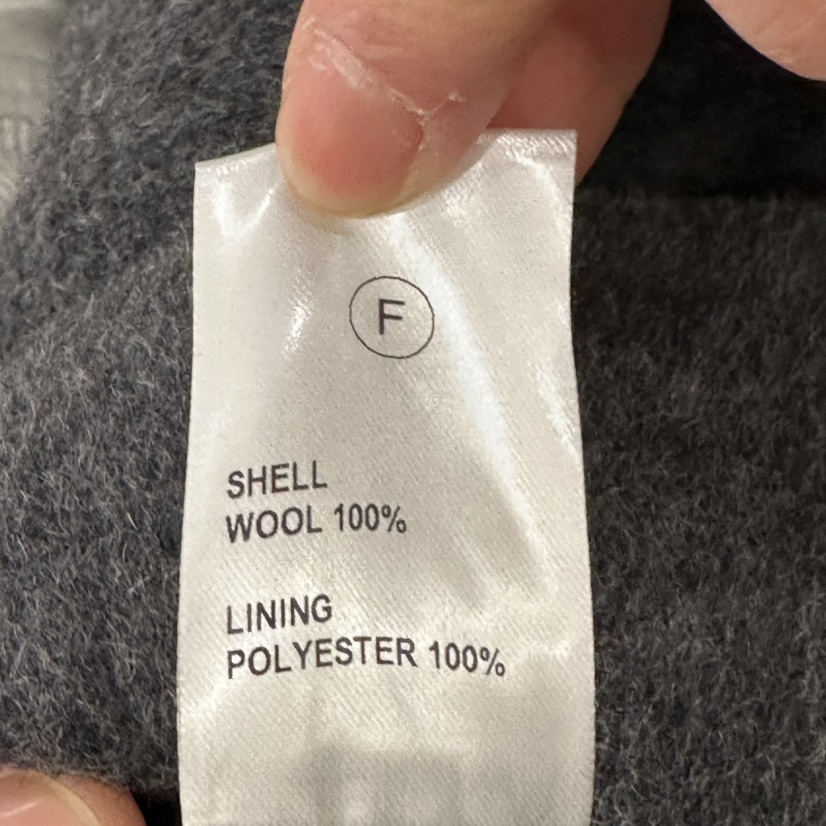 F
SHELL
WOOL 100%
LINING
POLYESTER 100%